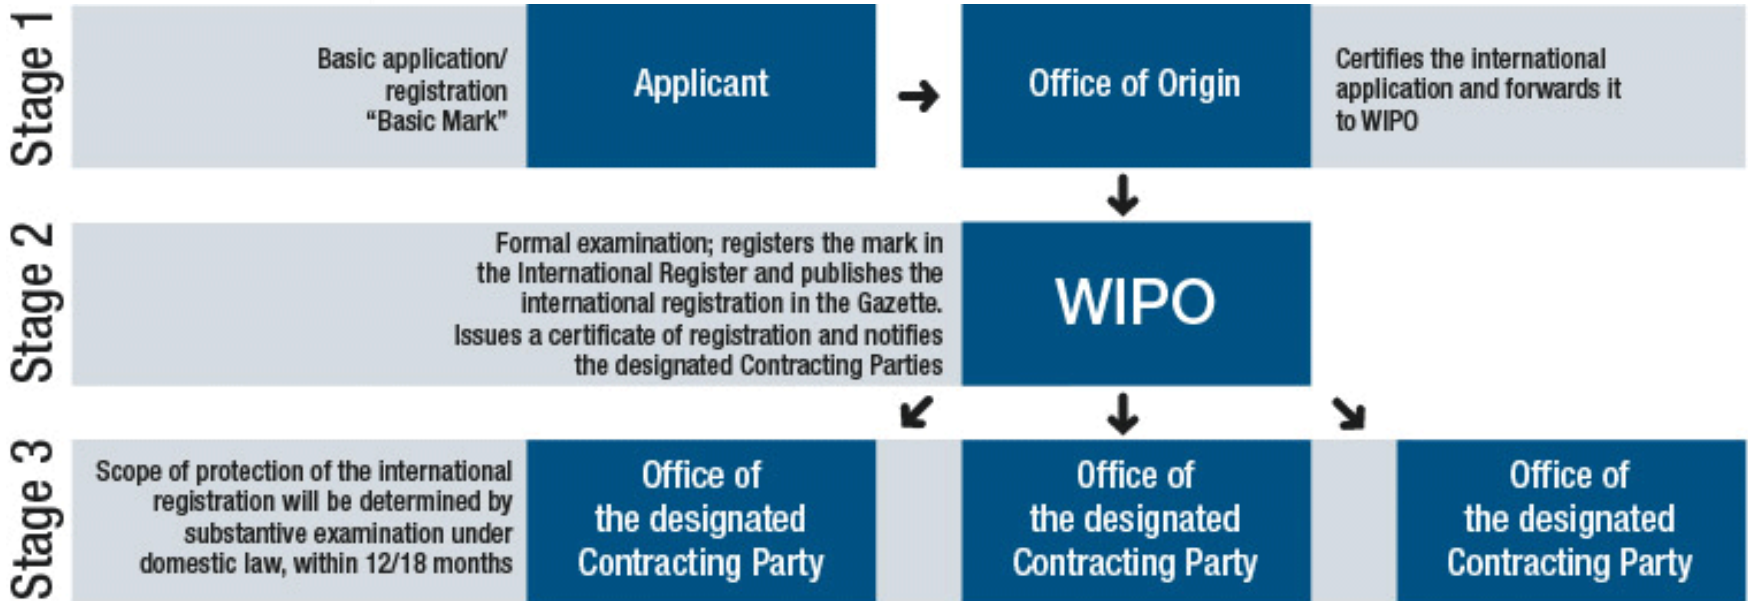 Stage 1
Basic application/
registration
“Basic Mark”
Applicant
Office of Origin
Certifies the international
application and forwards it
to WIPO
Stage 2
Formal examination; registers the mark in
the International Register and publishes the
international registration in the Gazette.
Issues a certificate of registration and notifies
the designated Contracting Parties
WIPO
Stage 3
Scope of protection of the international
registration will be determined by
substantive examination under
domestic law, within 12/18 months
Office of
the designated
Contracting Party
Office of
the designated
Contracting Party
Office of
the designated
Contracting Party